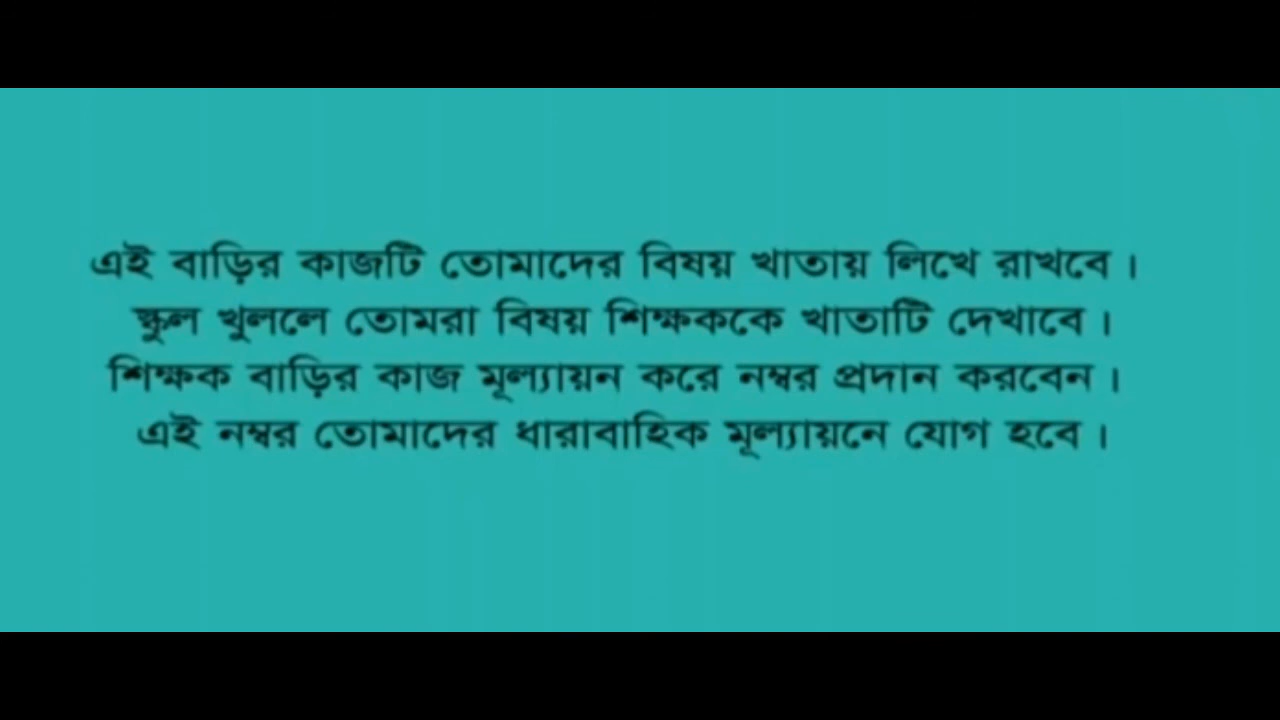 এই বাড়ির কাজটি তোমাদের বিষয় খাতায় লিখে রাখবে।
স্কুল খুললে তোমরা বিষয় শিক্ষককে খাতাটি দেখাবে।
শিক্ষক বাড়ির কাজ মূল্যায়ন করে নম্বর প্রদান করবেন।
এই নম্বর তোমাদের ধারাবাহিক মূল্যায়নে যোগ হবে।